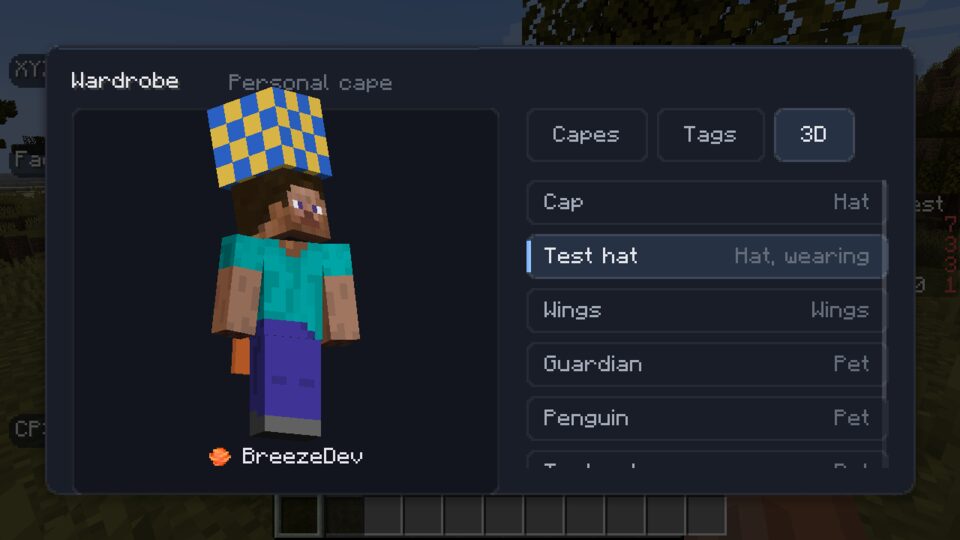 Wardrobe
Personal cape
Capes
Tags
3D
Cap
Hat
Test hat
Hat, wearing
Wings
Wings
Guardian
Pet
Penguin
Pet
BreezeDev